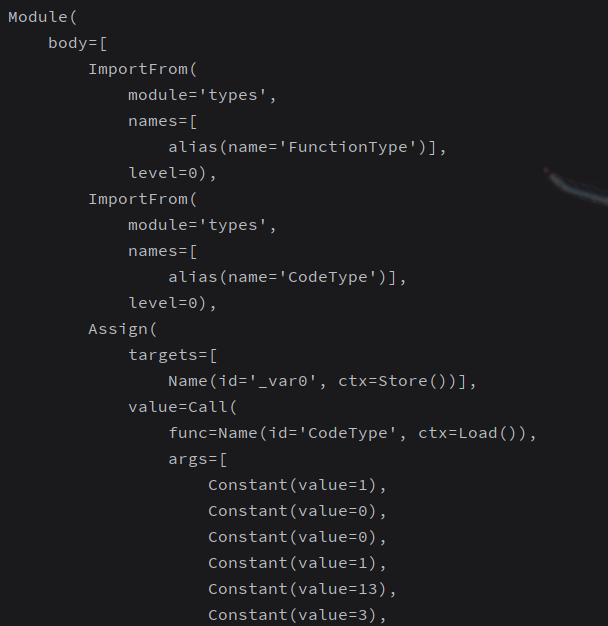 Module(
    body=[
        ImportFrom(
            module='types',
            names=[
                alias(name='FunctionType')],
            level=0),
        ImportFrom(
            module='types',
            names=[
                alias(name='CodeType')],
            level=0),
        Assign(
            targets=[
                Name(id='_var0', ctx=Store())],
            value=Call(
                func=Name(id='CodeType', ctx=Load()),
                args=[
                    Constant(value=1),
                    Constant(value=0),
                    Constant(value=0),
                    Constant(value=1),
                    Constant(value=13),
                    Constant(value=3),